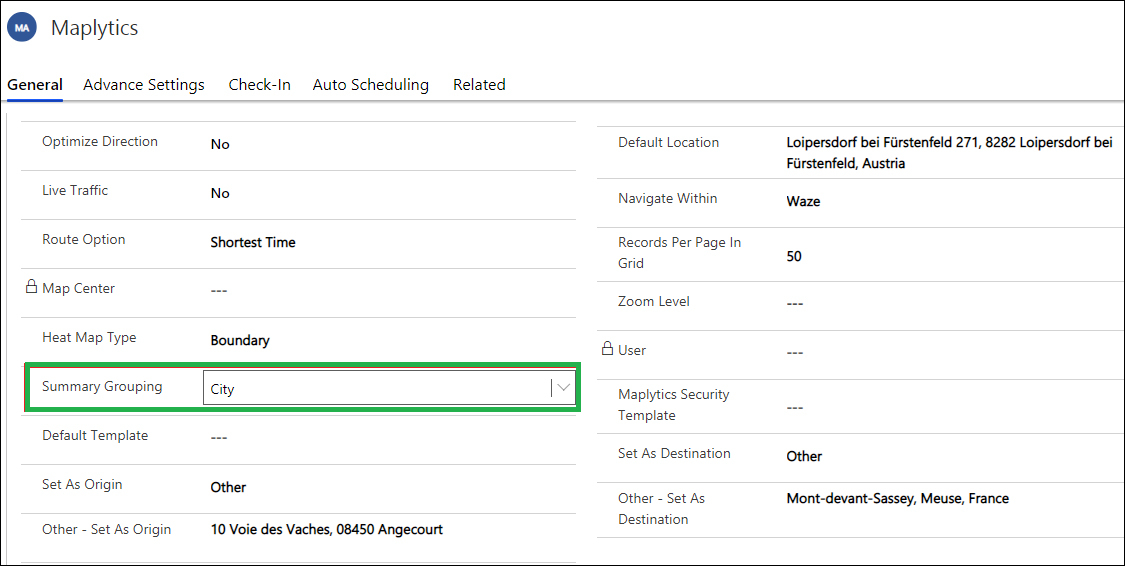 MA
Maplytics
General Advance Settings Check-In Auto Scheduling Related
Optimize Direction No
Live Traffic No
Route Option Shortest Time
Map Center ---
Heat Map Type Boundary
Summary Grouping City
Default Template ---
Set As Origin Other
Other - Set As Origin 10 Voie des Vaches, 08450 Angecourt
Default Location Loipersdorf bei Fürstenfeld 271, 8282 Loipersdorf bei
Fürstenfeld, Austria
Navigate Within Waze
Records Per Page In
Grid 50
Zoom Level ---
User ---
Maplytics Security
Template ---
Set As Destination Other
Other - Set As Mont-devant-Sassey, Meuse, France
Destination